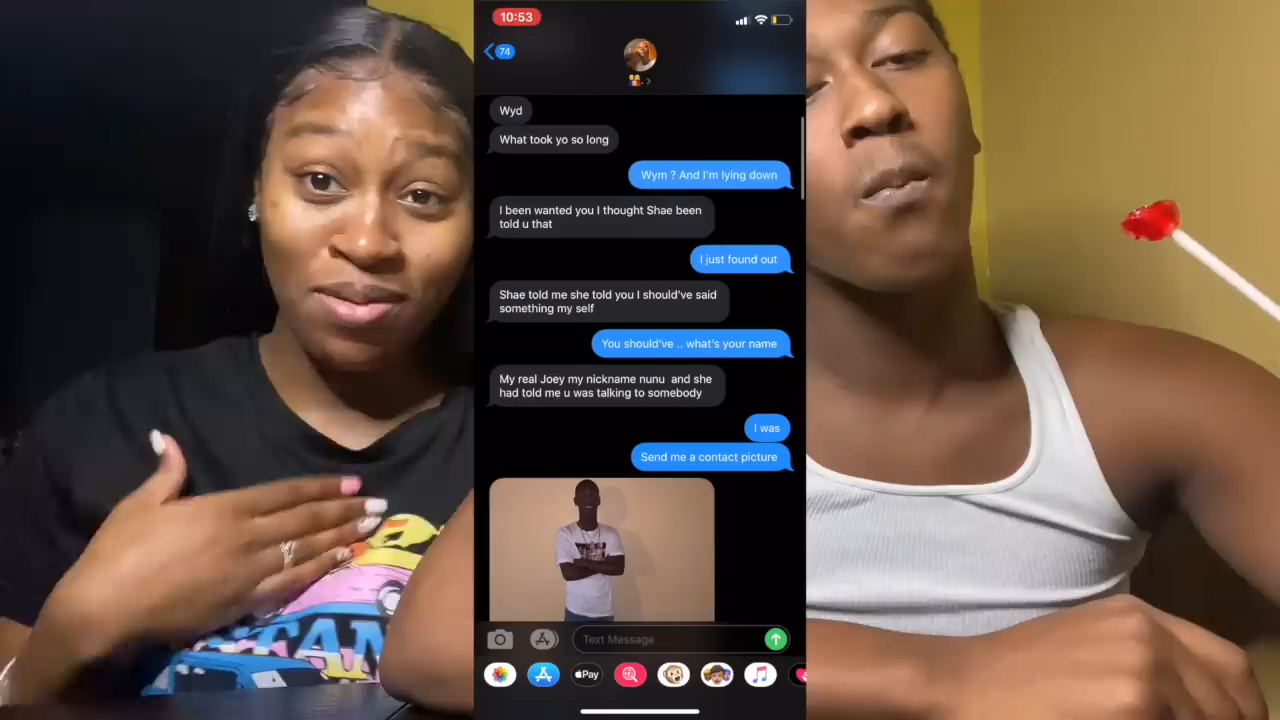 10:53
74
Wyd
What took yo so long
Wym ? And I'm lying down
I been wanted you I thought Shae been
told u that
I just found out
Shae told me she told you I should've said
something my self
You should've .. what's your name
My real Joey my nickname nunu and she
had told me u was talking to somebody
I was
Send me a contact picture
Text Message
Pay